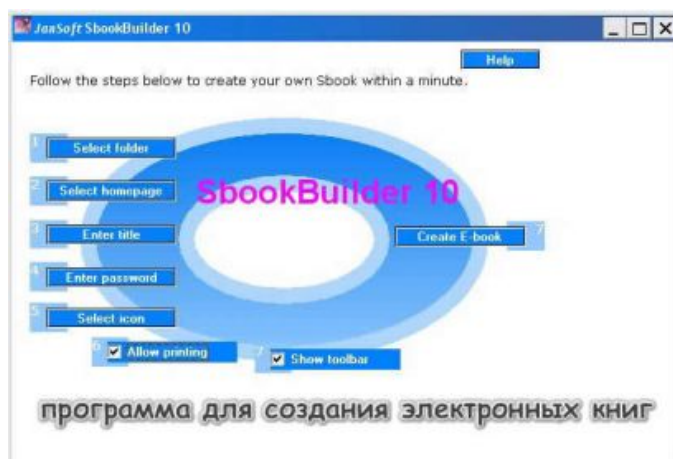 JanSoft SbookBuilder 10
Help
Follow the steps below to create your own Sbook within a minute.
1 Select folder
2 Select homepage
SbookBuilder 10
3 Enter title
Create E-book 7
4 Enter password
5 Select icon
6 Allow printing
7 Show toolbar
программа для создания электронных книг